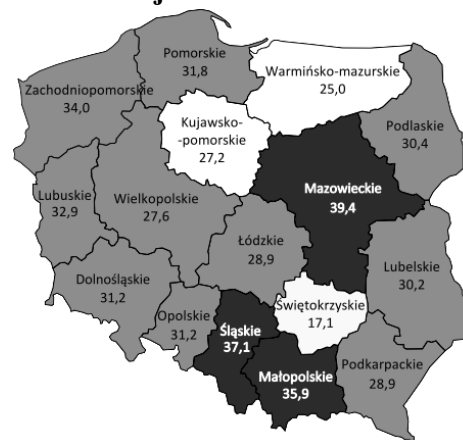 Pomorskie
31,8
Warmińsko-mazurskie
25,0
Zachodniopomorskie
34,0
Kujawsko-
-pomorskie
27,2
Podlaskie
30,4
Mazowieckie
39,4
Lubuskie
32,9
Wielkopolskie
27,6
Łódzkie
28,9
Lubelskie
30,2
Dolnośląskie
31,2
Opolskie
31,2
Śląskie
37,1
Świętokrzyskie
17,1
Małopolskie
35,9
Podkarpackie
28,9